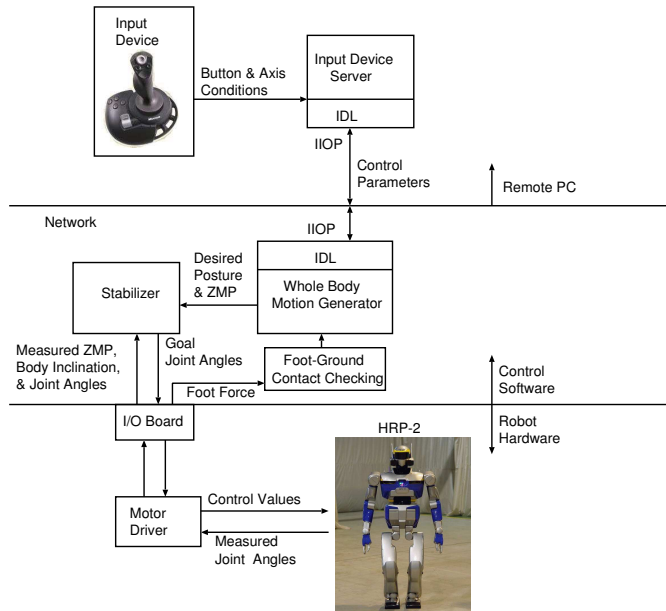 Input
Device
Button & Axis
Conditions
Input Device
Server
IDL
IIOP
Control
Parameters
Remote PC
Network
IIOP
IDL
Whole Body
Motion Generator
Desired
Posture
& ZMP
Stabilizer
Measured ZMP,
Body Inclination,
& Joint Angles
Goal
Joint Angles
Foot-Ground
Contact Checking
Foot Force
Control
Software
I/O Board
Robot
Hardware
HRP-2
Motor
Driver
Control Values
Measured
Joint Angles